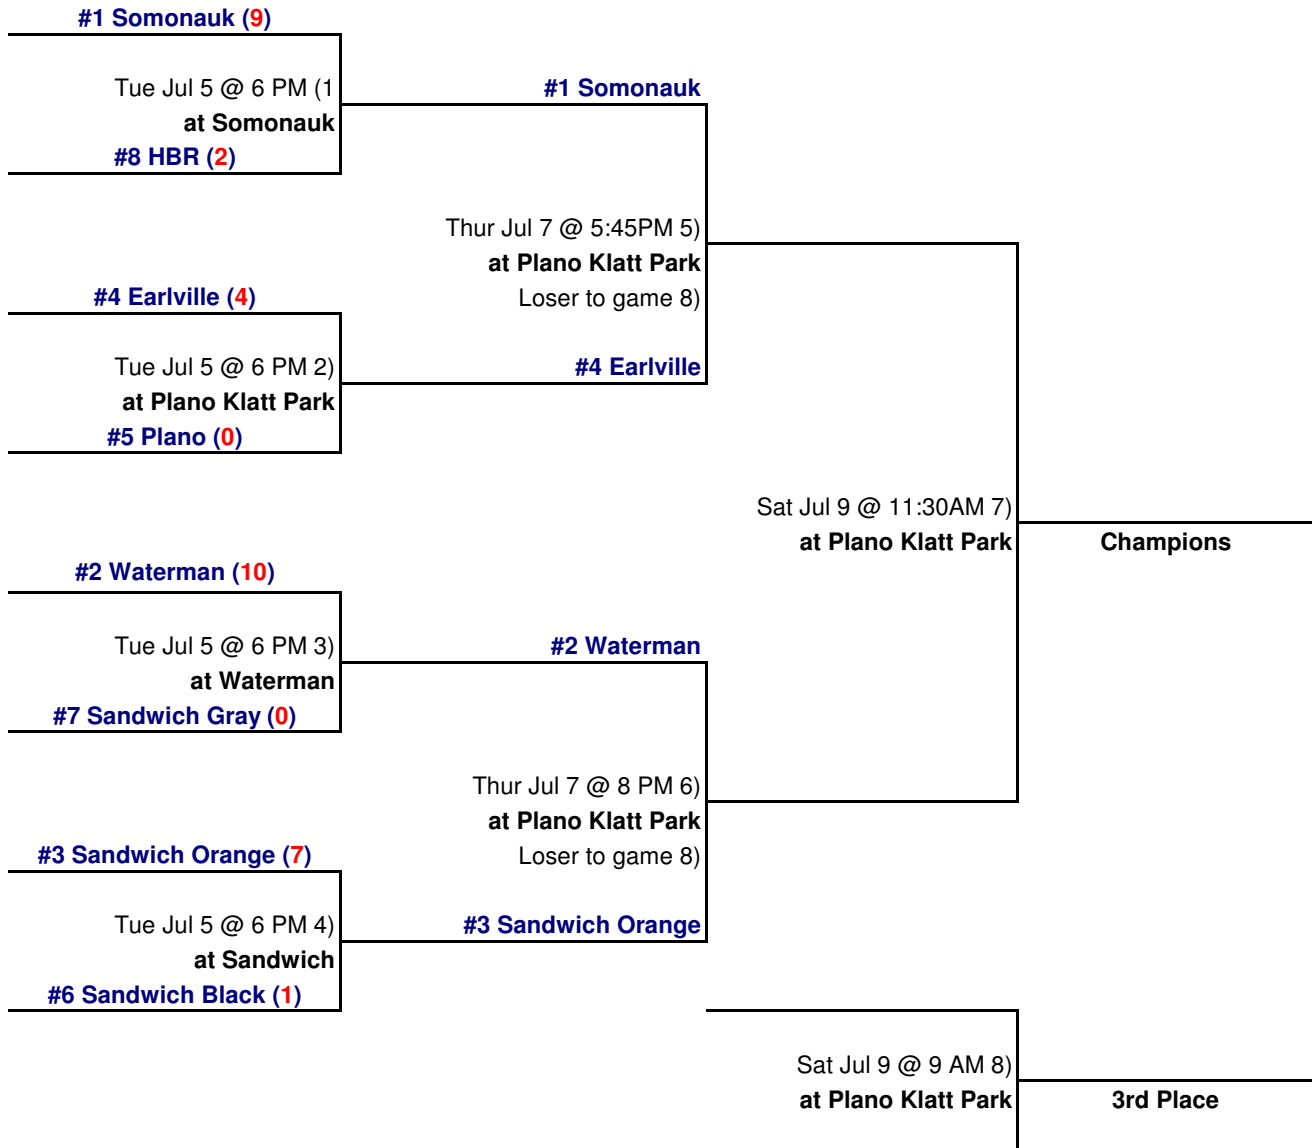 #1 Somonauk (9)
Tue Jul 5 @ 6 PM (1
at Somonauk
#8 HBR (2)
#1 Somonauk
Thur Jul 7 @ 5:45PM 5)
at Plano Klatt Park
Loser to game 8)
#4 Earlville (4)
Tue Jul 5 @ 6 PM 2)
at Plano Klatt Park
#5 Plano (0)
#4 Earlville
Sat Jul 9 @ 11:30AM 7)
at Plano Klatt Park
Champions
#2 Waterman (10)
Tue Jul 5 @ 6 PM 3)
at Waterman
#7 Sandwich Gray (0)
#2 Waterman
Thur Jul 7 @ 8 PM 6)
at Plano Klatt Park
Loser to game 8)
#3 Sandwich Orange (7)
Tue Jul 5 @ 6 PM 4)
at Sandwich
#6 Sandwich Black (1)
#3 Sandwich Orange
Sat Jul 9 @ 9 AM 8)
at Plano Klatt Park
3rd Place